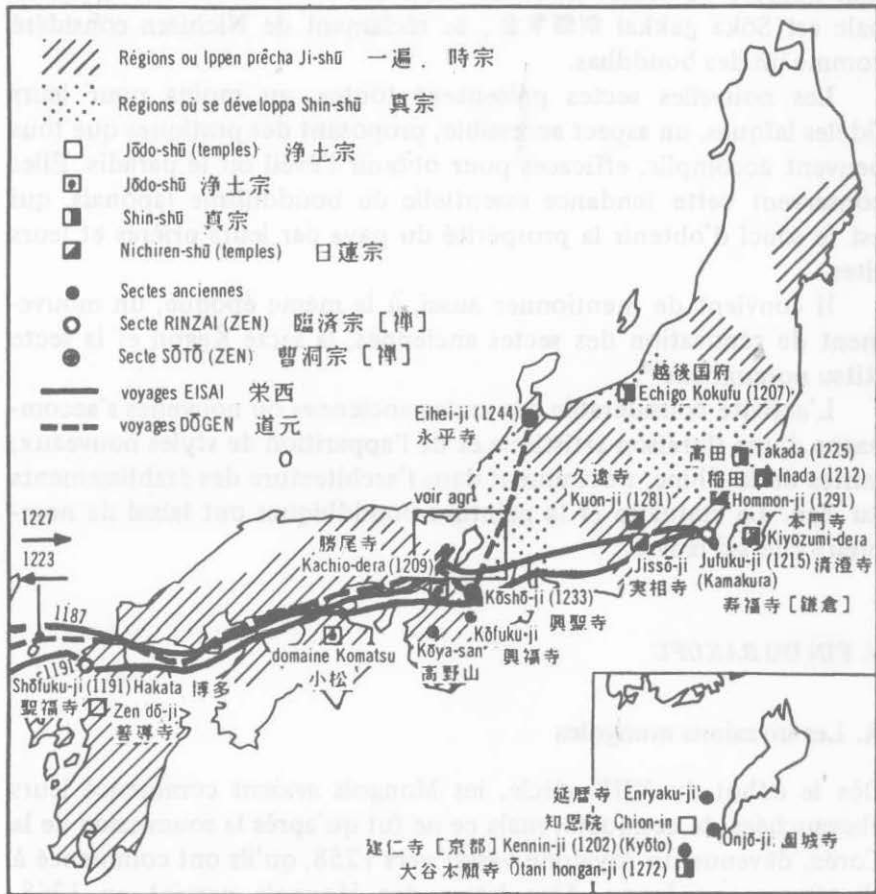 Régions ou Ippen prêcha Ji-shū 一遍．時宗
Régions où se développa Shin-shū 真宗
Jōdo-shū (temples) 浄土宗
Jōdo-shū 浄土宗
Shin-shū 真宗
Nichiren-shū (temples) 日蓮宗
Sectes anciennes
Secte RINZAI (ZEN) 臨済宗 [禅]
Secte SŌTŌ (ZEN) 曹洞宗 [禅]
voyages EISAI 栄西
voyages DŌGEN 道元
越後国府
Echigo Kokufu (1207)
Eihei-ji (1244)
永平寺
高田 Takada (1225)
稲田 Inada (1212)
久遠寺
Kuon-ji (1281)
Hommon-ji (1291)
本門寺
voir agrt
Kiyozumi-dera
清澄寺
1227
1223
勝尾寺
Kachio-dera (1209)
Jissō-ji
実相寺
Jufuku-ji (1215)
(Kamakura)
寿福寺 [鎌倉]
1187
1191
Kōshō-ji (1233)
興聖寺
Kōfuku-ji
興福寺
Kōya-san
高野山
domaine Komatsu
小松
Shōfuku-ji (1191) Hakata 博多
聖福寺
Zen dō-ji
善導寺
延暦寺 Enryaku-ji
知恩院 Chion-in
Onjō-ji 園城寺
建仁寺 [京都] Kennin-ji (1202) (Kyōto)
大谷本願寺 Ōtani hongan-ji (1272)